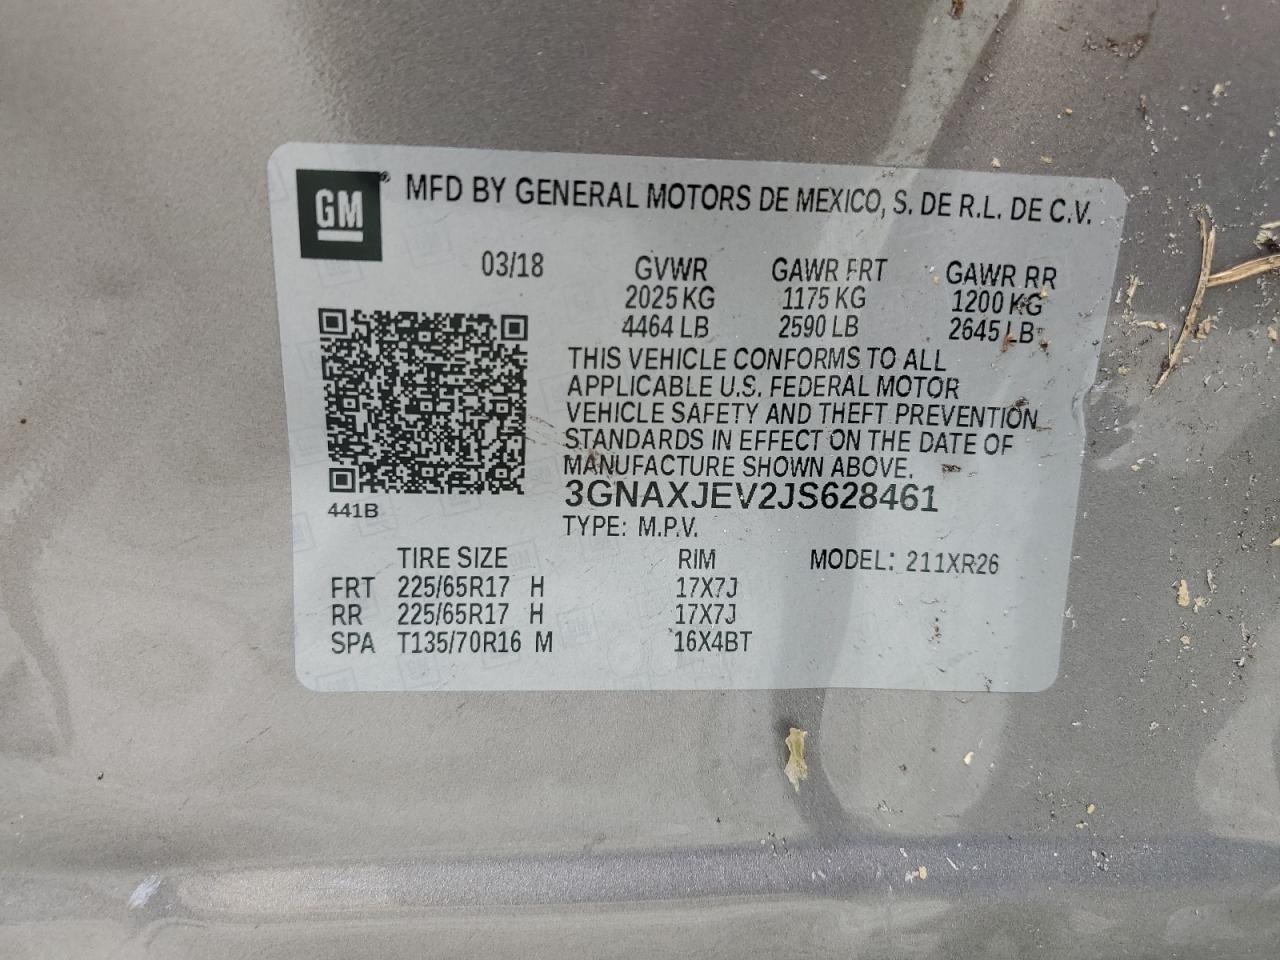 GM® MFD BY GENERAL MOTORS DE MEXICO, S. DE R.L. DE C.V.
03/18 GVWR GAWR FRT GAWR RR
2025 KG 1175 KG 1200 KG
4464 LB 2590 LB 2645 LB
THIS VEHICLE CONFORMS TO ALL
APPLICABLE U.S. FEDERAL MOTOR
VEHICLE SAFETY AND THEFT PREVENTION
STANDARDS IN EFFECT ON THE DATE OF
MANUFACTURE SHOWN ABOVE.
3GNAXJEV2JS628461
441B
TYPE: M.P.V.
TIRE SIZE RIM MODEL: 211XR26
FRT 225/65R17 H 17X7J
RR 225/65R17 H 17X7J
SPA T135/70R16 M 16X4BT